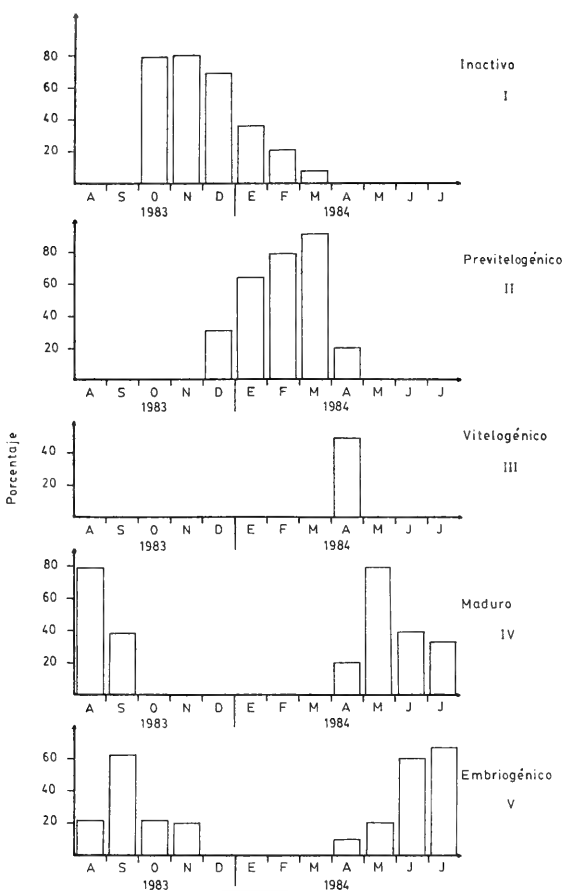 Porcentaje
80
60
40
20
Inactivo
I
A S O N D E F M A M J J
1983 1984
80
60
40
20
Previtelogénico
II
A S O N D E F M A M J J
1983 1984
40
20
Vitelogénico
III
A S O N D E F M A M J J
1983 1984
80
60
40
20
Maduro
IV
A S O N D E F M A M J J
1983 1984
60
40
20
Embriogénico
V
A S O N D E F M A M J J
1983 1984